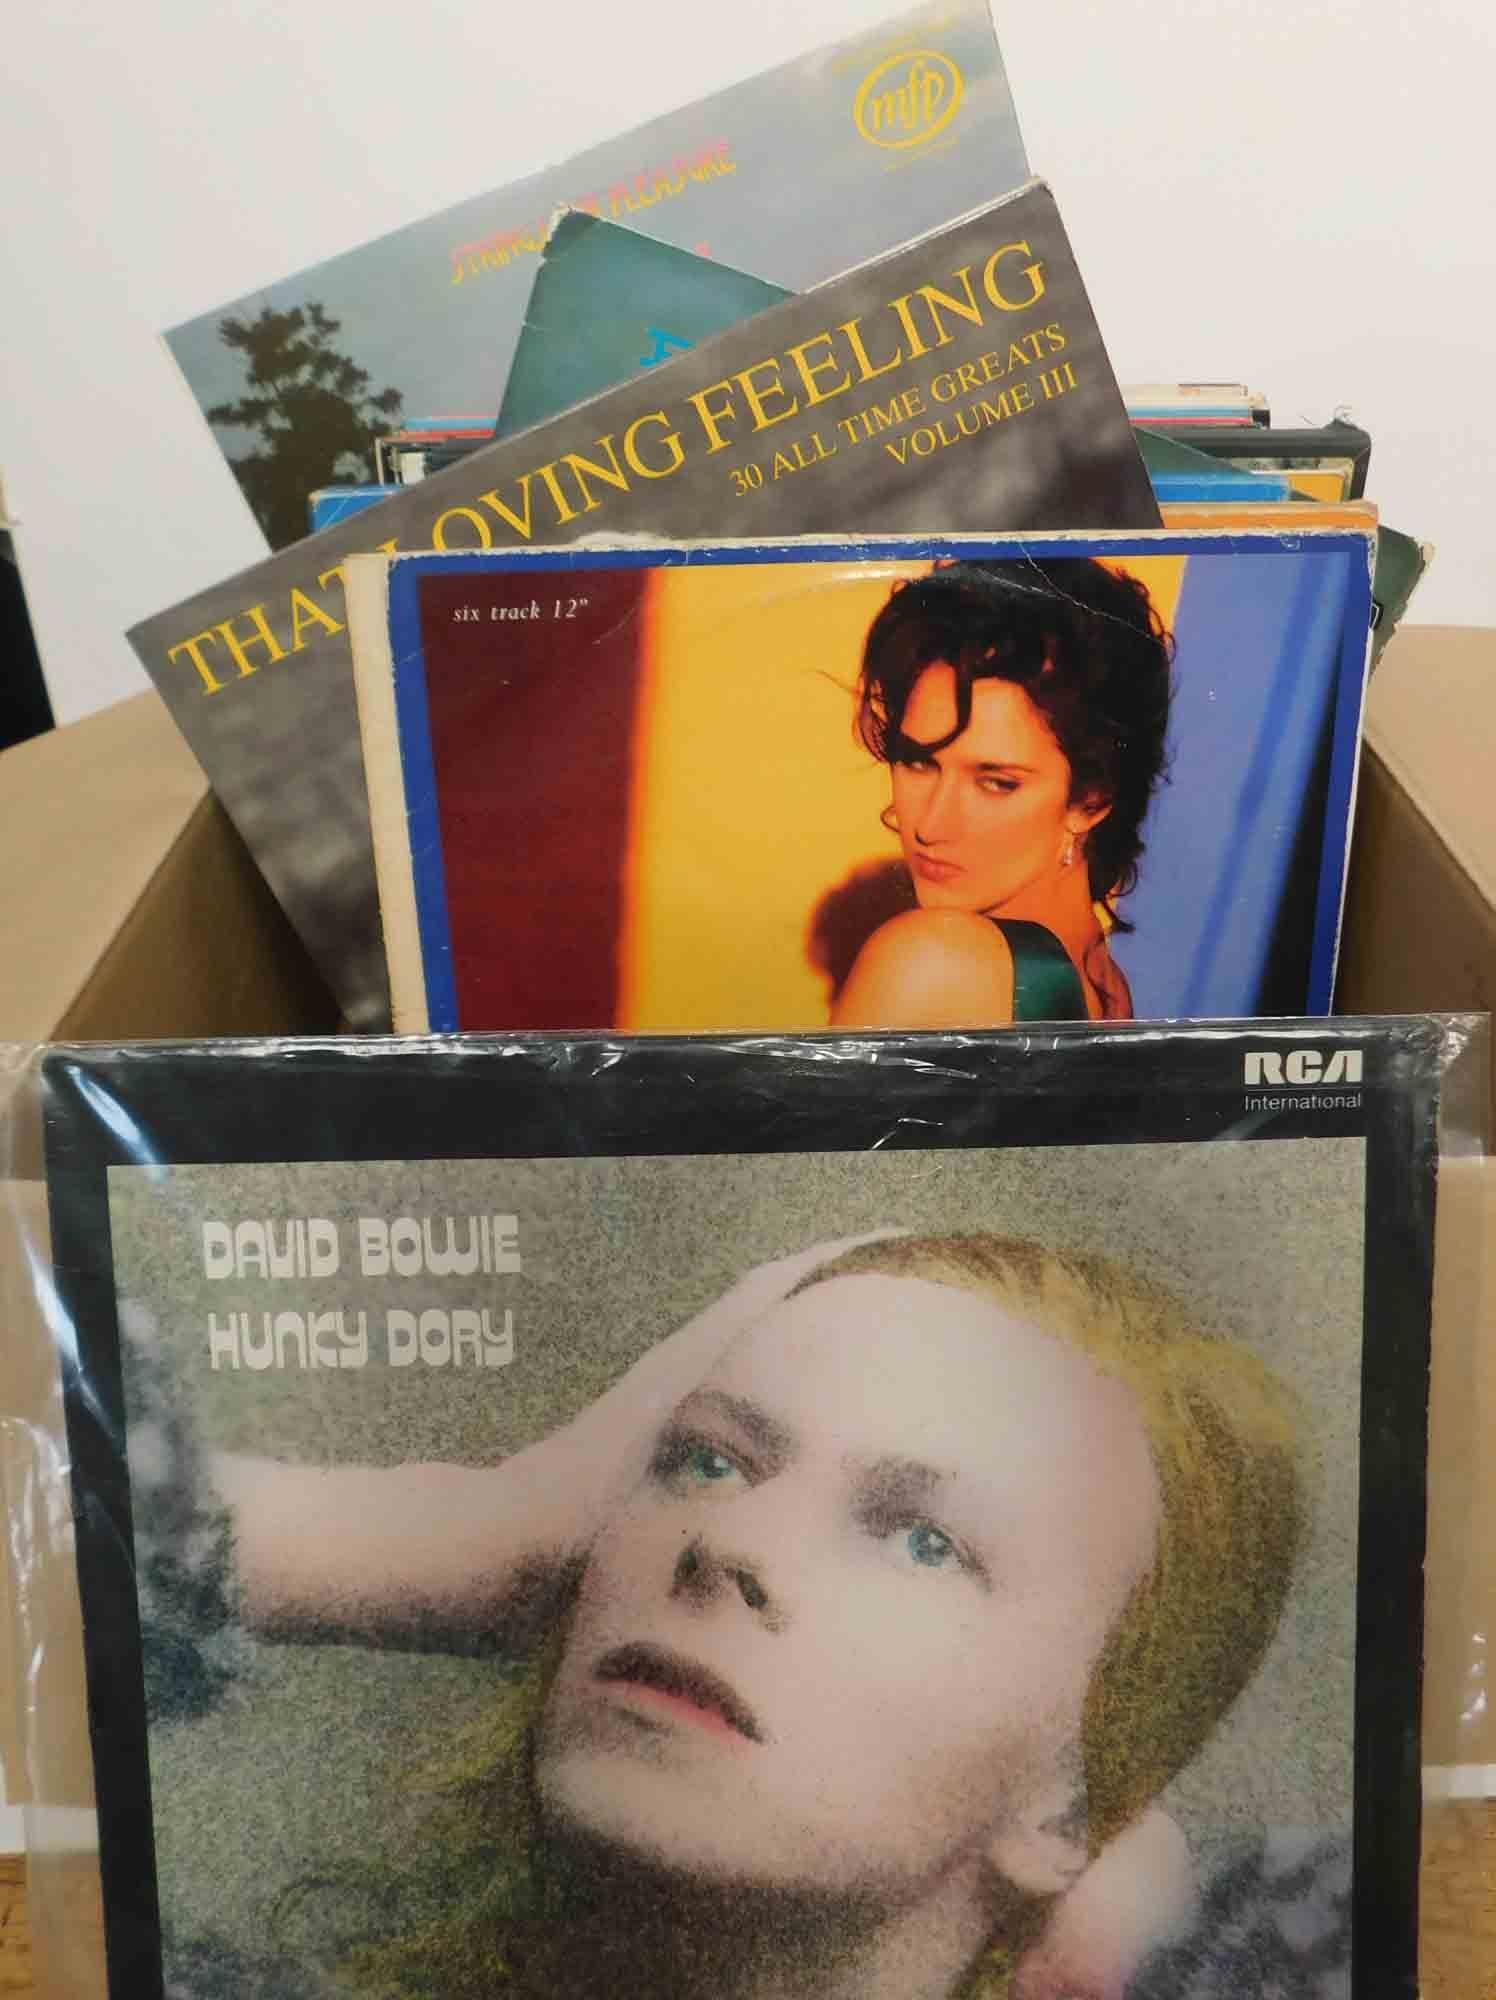 mfp
PLEASURE
THAT LOVING FEELING
30 ALL TIME GREATS
VOLUME III
six track 12"
RCA
International
DAVID BOWIE
HUNKY DORY